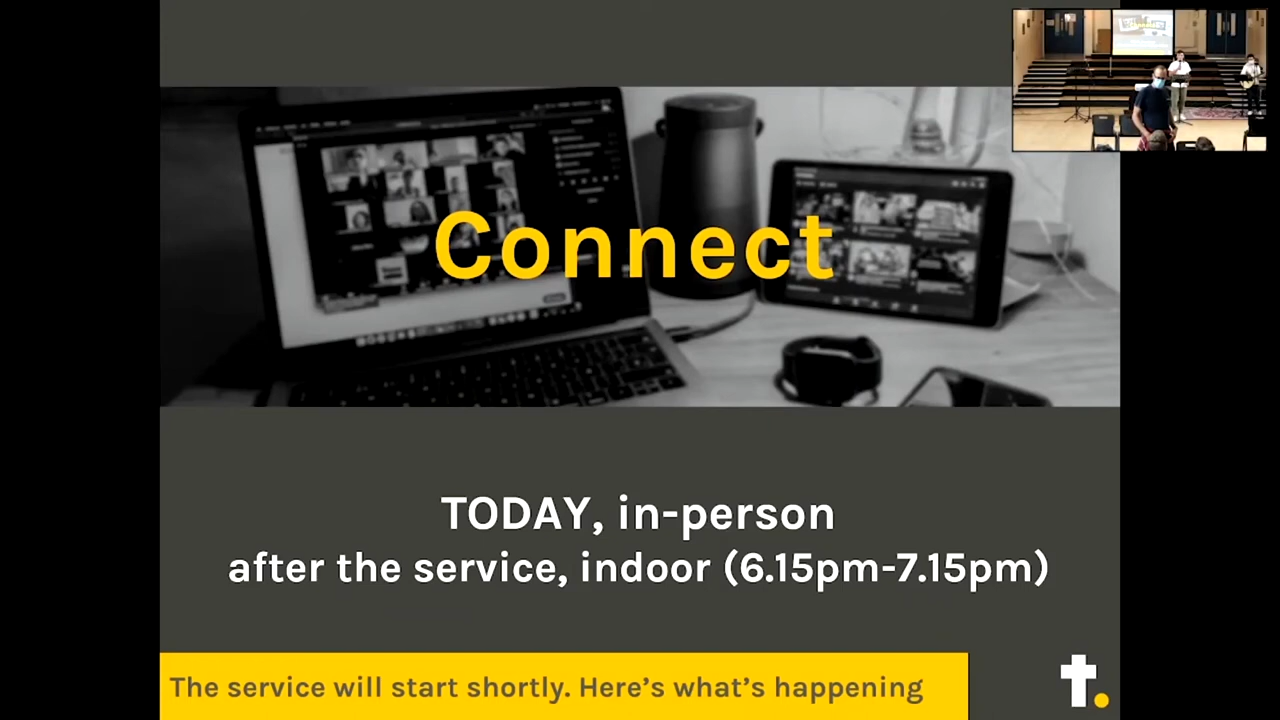 Connect
TODAY, in-person
after the service, indoor (6.15pm-7.15pm)
The service will start shortly. Here's what's happening